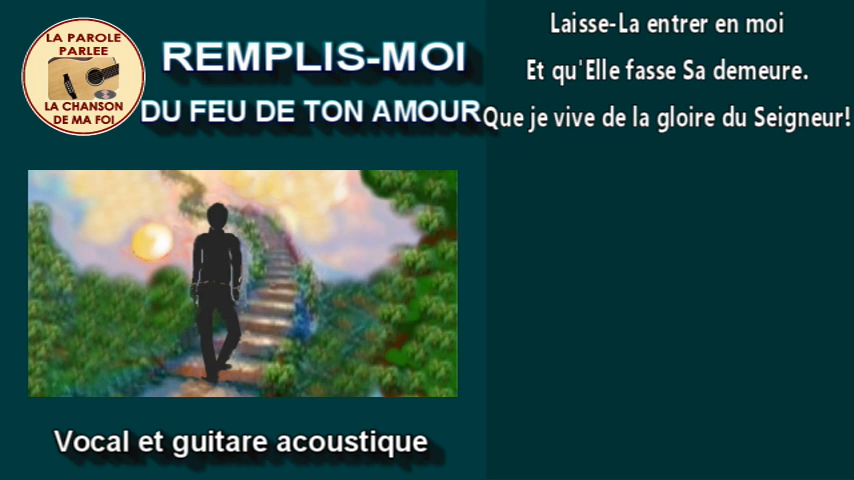 LA PAROLE
PARLEE
LA CHANSON
DE MA FOI
REMPLIS-MOI
DU FEU DE TON AMOUR
Vocal et guitare acoustique
Laisse-La entrer en moi
Et qu'Elle fasse Sa demeure.
Que je vive de la gloire du Seigneur!